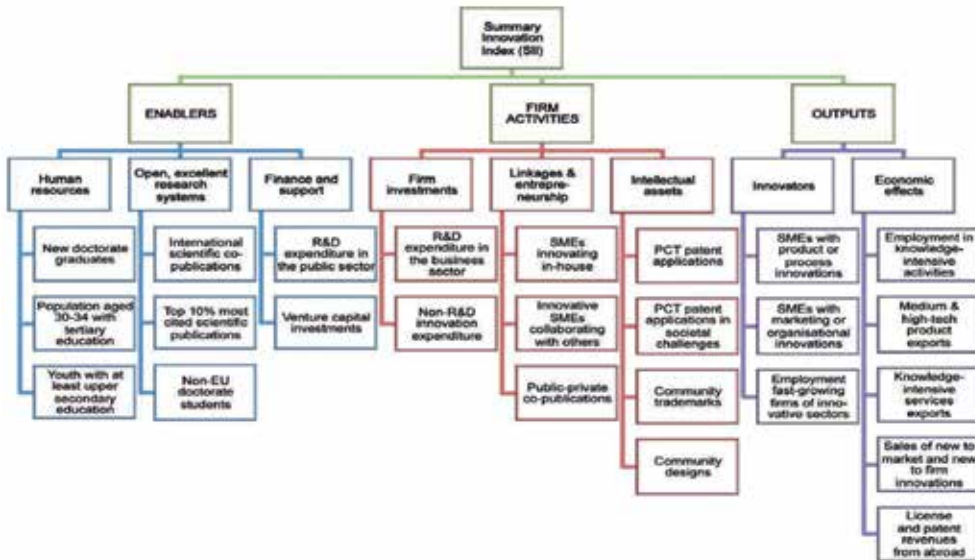 Summary
Innovation
Index (SII)
ENABLERS
FIRM
ACTIVITIES
OUTPUTS
Human
resources
Open, excellent
research
systems
Finance and
support
Firm
investments
Linkages &
entrepre-
neurship
Intellectual
assets
Innovators
Economic
effects
New doctorate
graduates
International
scientific co-
publications
R&D
expenditure in
the public sector
R&D
expenditure in
the business
sector
SMEs
innovating
in-house
PCT patent
applications
SMEs with
product or
process
innovations
Employment in
knowledge-
intensive
activities
Population aged
30-34 with
tertiary
education
Top 10% most
cited scientific
publications
Venture capital
investments
Non-R&D
innovation
expenditure
Innovative
SMEs
collaborating
with others
PCT patent
applications in
societal
challenges
SMEs with
marketing or
organisational
innovations
Medium &
high-tech
product
exports
Youth with at
least upper
secondary
education
Non-EU
doctorate
students
Public-private
co-publications
Community
trademarks
Employment
fast-growing
firms of inno-
vative sectors
Knowledge-
intensive
services
exports
Community
designs
Sales of new to
market and new
to firm
innovations
License
and patent
revenues
from abroad